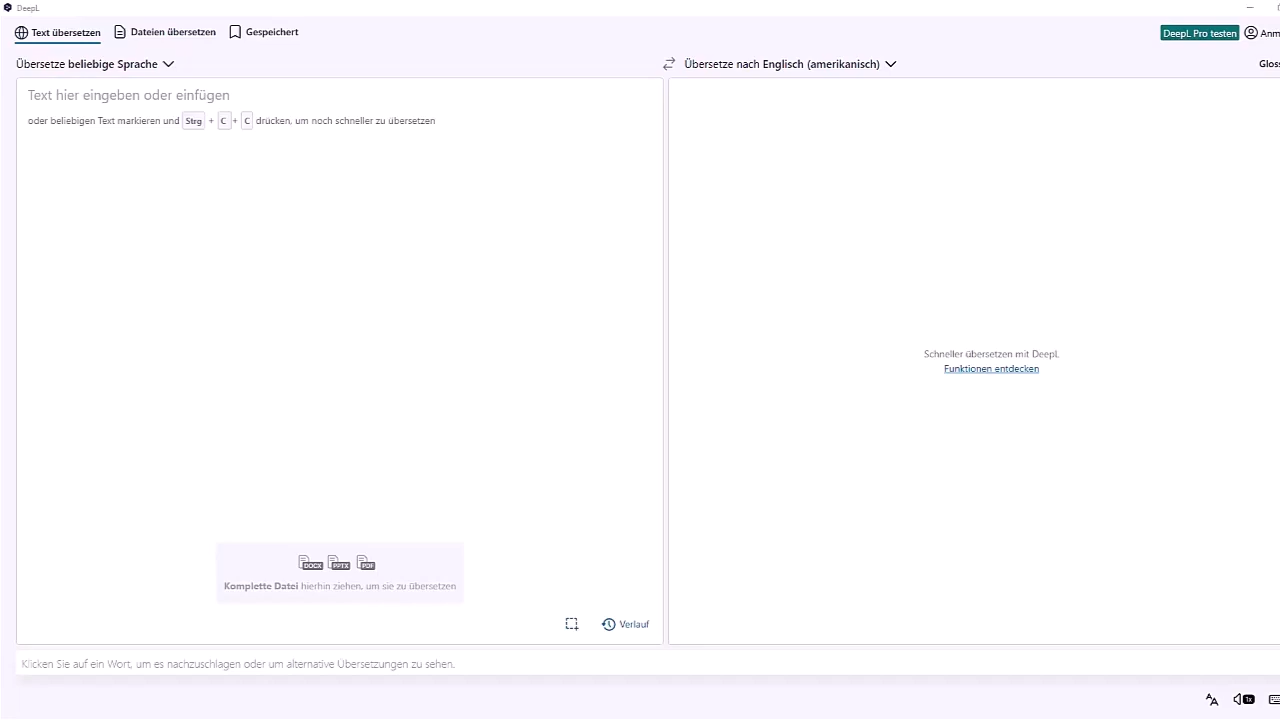 DeepL
Text übersetzen
Dateien übersetzen
Gespeichert
DeepL Pro testen
Übersetze beliebige Sprache
Übersetze nach Englisch (amerikanisch)
Text hier eingeben oder einfügen
oder beliebigen Text markieren und Strg + C + C drücken, um noch schneller zu übersetzen
Schneller übersetzen mit DeepL
Funktionen entdecken
DOCX PPTX PDF
Komplette Datei hierhin ziehen, um sie zu übersetzen
Verlauf
Klicken Sie auf ein Wort, um es nachzuschlagen oder um alternative Übersetzungen zu sehen.
1x